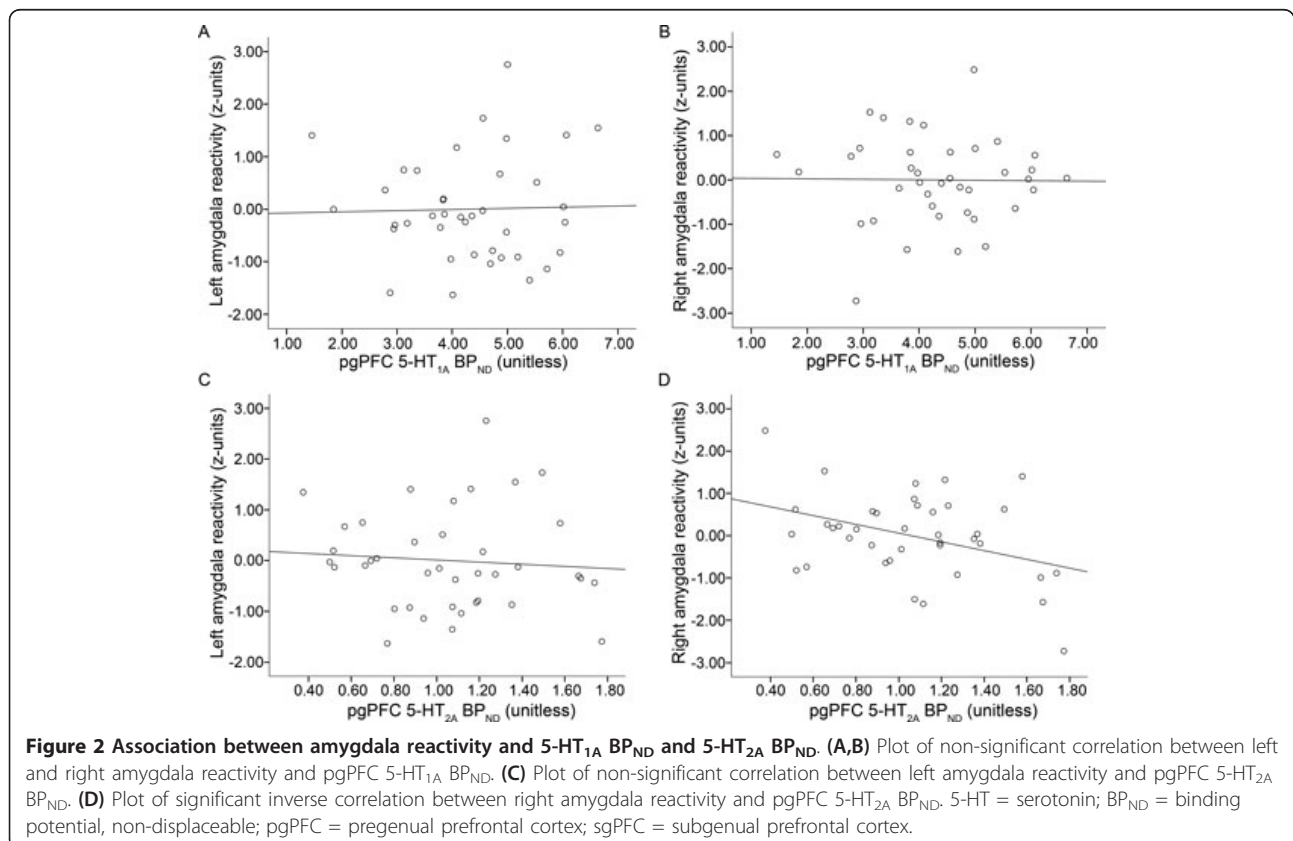 A
Left amygdala reactivity (z-units)
3.00
2.00
1.00
0.00
-1.00
-2.00
1.00 2.00 3.00 4.00 5.00 6.00 7.00
pgPFC 5-HT1A BPND (unitless)
B
Right amygdala reactivity (z-units)
3.00
2.00
1.00
0.00
-1.00
-2.00
-3.00
1.00 2.00 3.00 4.00 5.00 6.00 7.00
pgPFC 5-HT1A BPND (unitless)
C
Left amygdala reactivity (z-units)
3.00
2.00
1.00
0.00
-1.00
-2.00
0.40 0.60 0.80 1.00 1.20 1.40 1.60 1.80
pgPFC 5-HT2A BPND (unitless)
D
Right amygdala reactivity (z-units)
3.00
2.00
1.00
0.00
-1.00
-2.00
-3.00
0.40 0.60 0.80 1.00 1.20 1.40 1.60 1.80
pgPFC 5-HT2A BPND (unitless)
Figure 2 Association between amygdala reactivity and 5-HT1A BPND and 5-HT2A BPND. (A,B) Plot of non-significant correlation between left
and right amygdala reactivity and pgPFC 5-HT1A BPND. (C) Plot of non-significant correlation between left amygdala reactivity and pgPFC 5-HT2A
BPND. (D) Plot of significant inverse correlation between right amygdala reactivity and pgPFC 5-HT2A BPND. 5-HT = serotonin; BPND = binding
potential, non-displaceable; pgPFC = pregenual prefrontal cortex; sgPFC = subgenual prefrontal cortex.